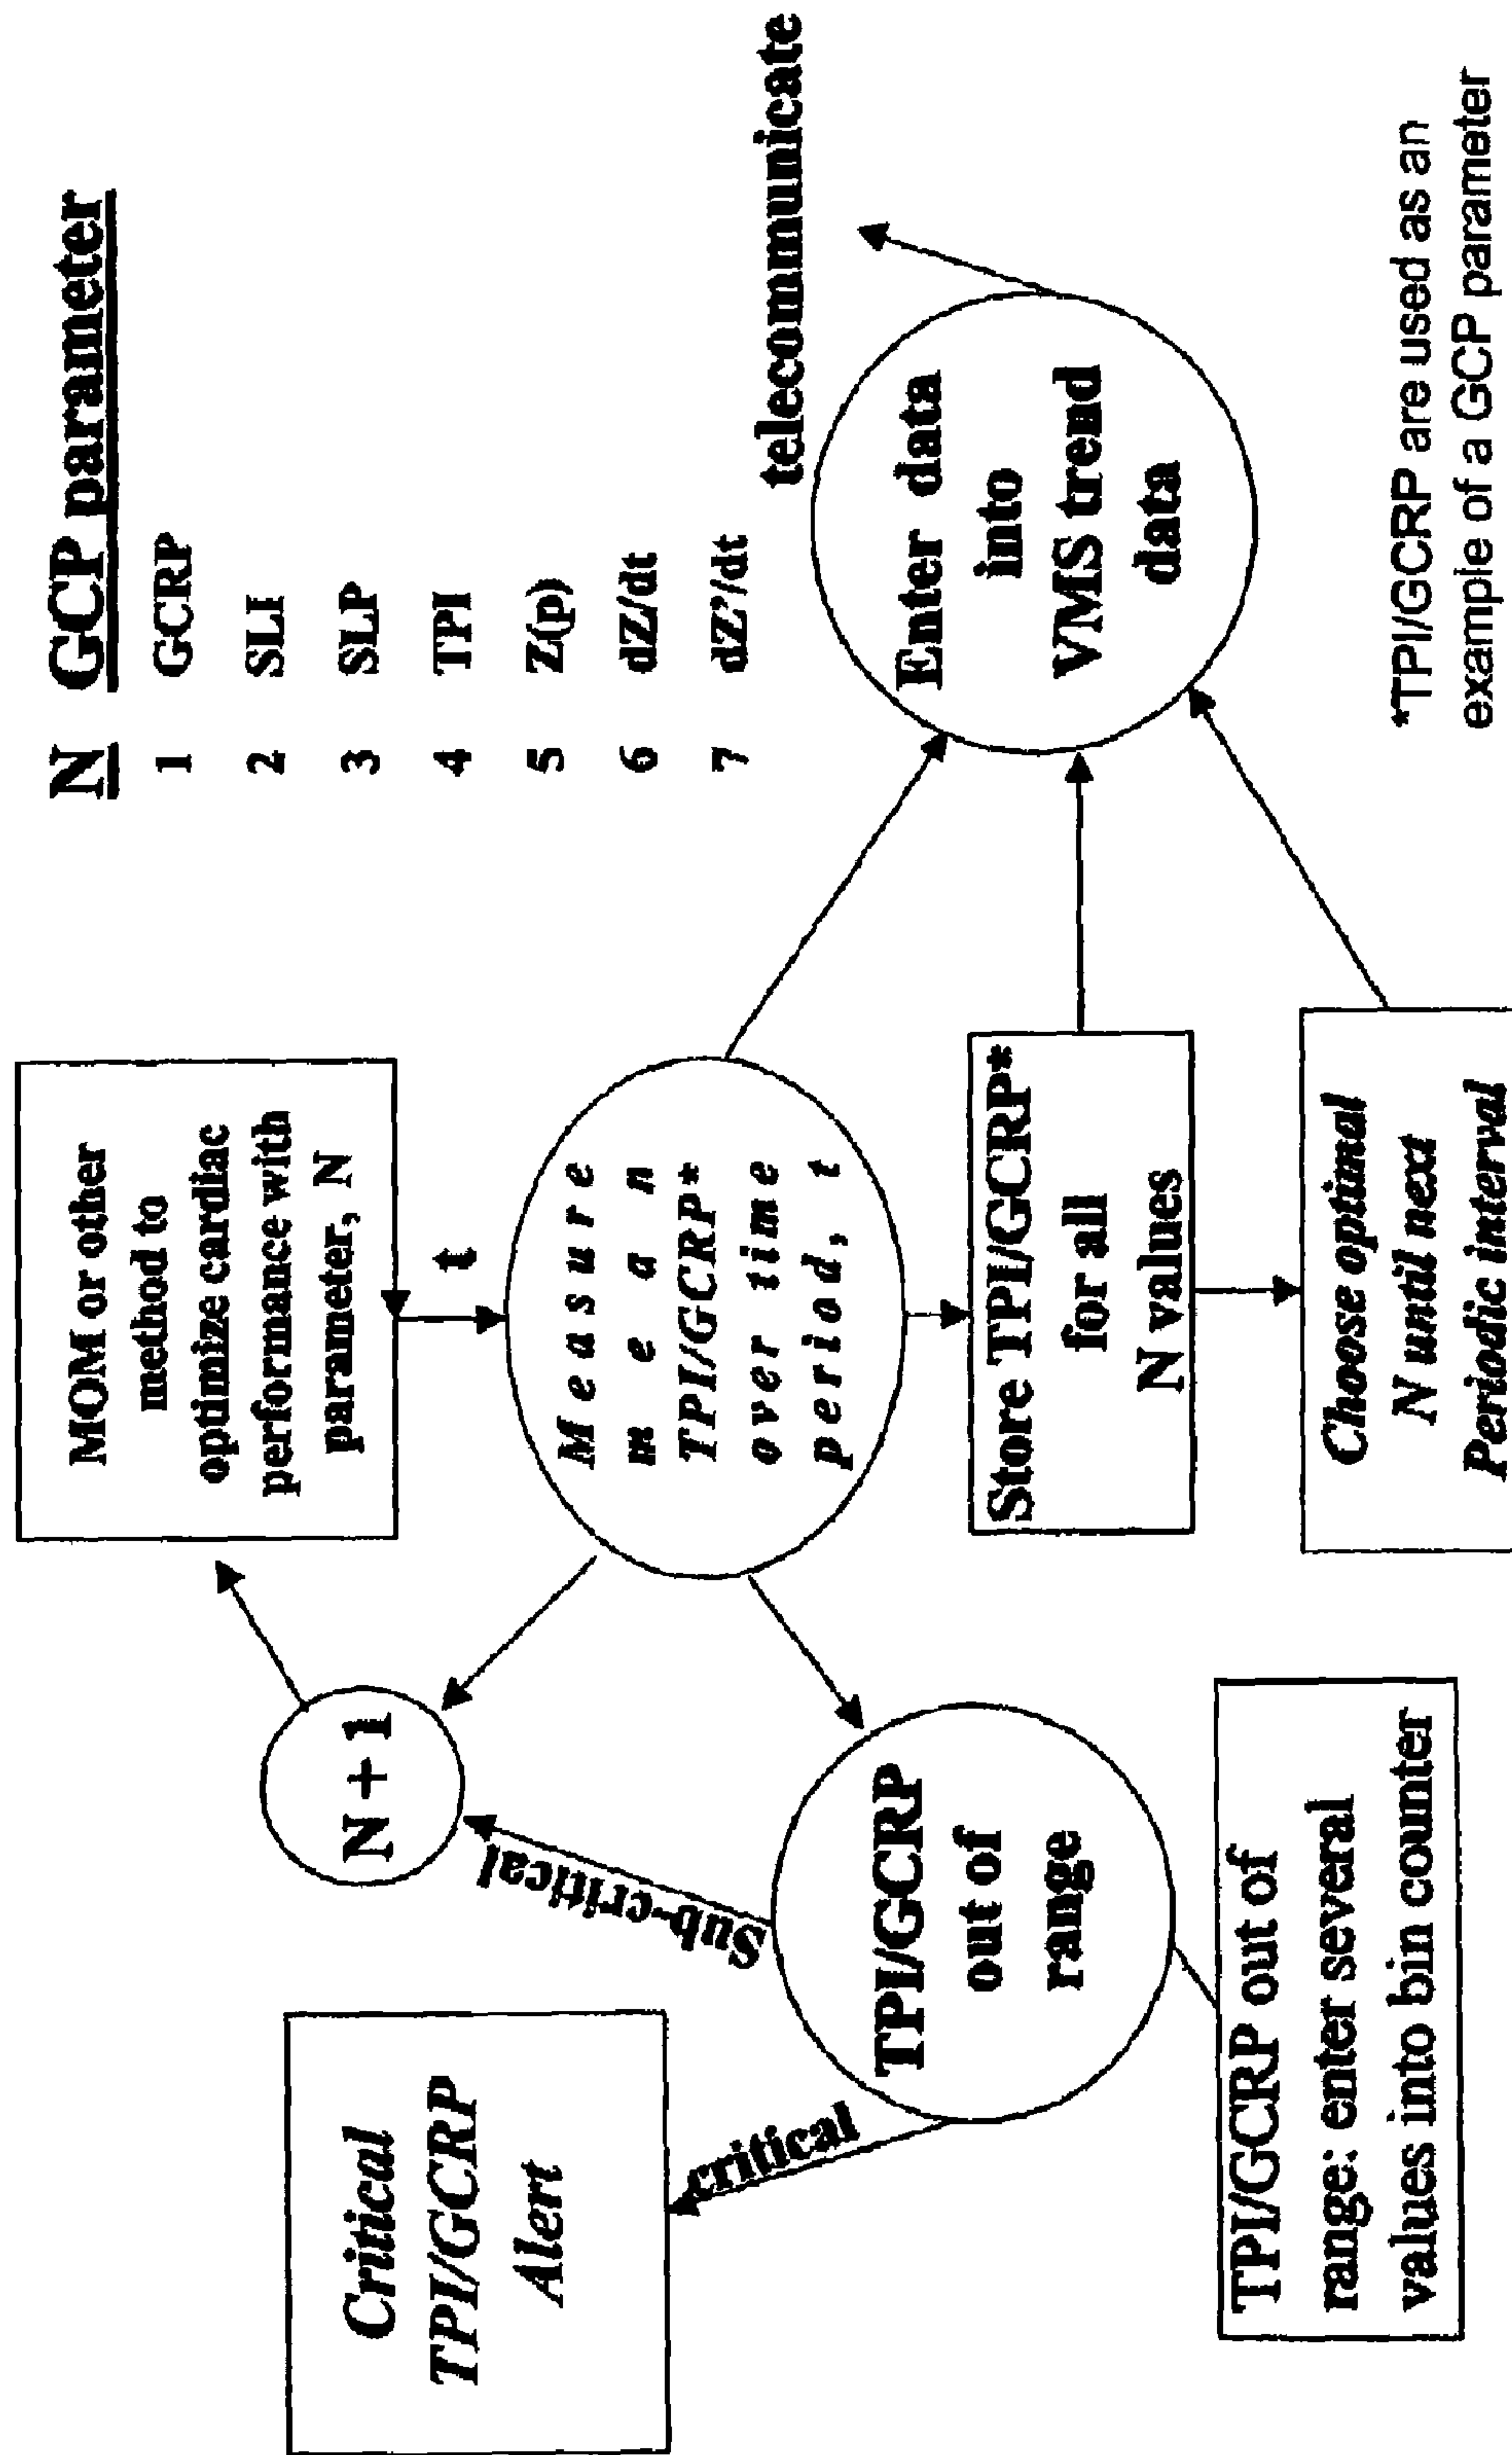 N GCP parameter
1 GCRP
2 SLI
3 SLP
4 TPI
5 Z(p)
6 dZ/dt
7 dZ'/dt
MOM or other
method to
optimize cardiac
performance with
parameter, N
t
N + 1
Measure
mean
TPI/GCRP*
over time
period, t
telecommunicate
Critical
TPI/GCRP
Alert
critical
Sub-critical
TPI/GCRP
out of
range
Store TPI/GCRP*
for all
N values
Enter data
into
VMS trend
data
TPI/GCRP out of
range: enter several
values into bin counter
Choose optimal
N until next
Periodic interval
*TPI/GCRP are used as an
example of a GCP parameter